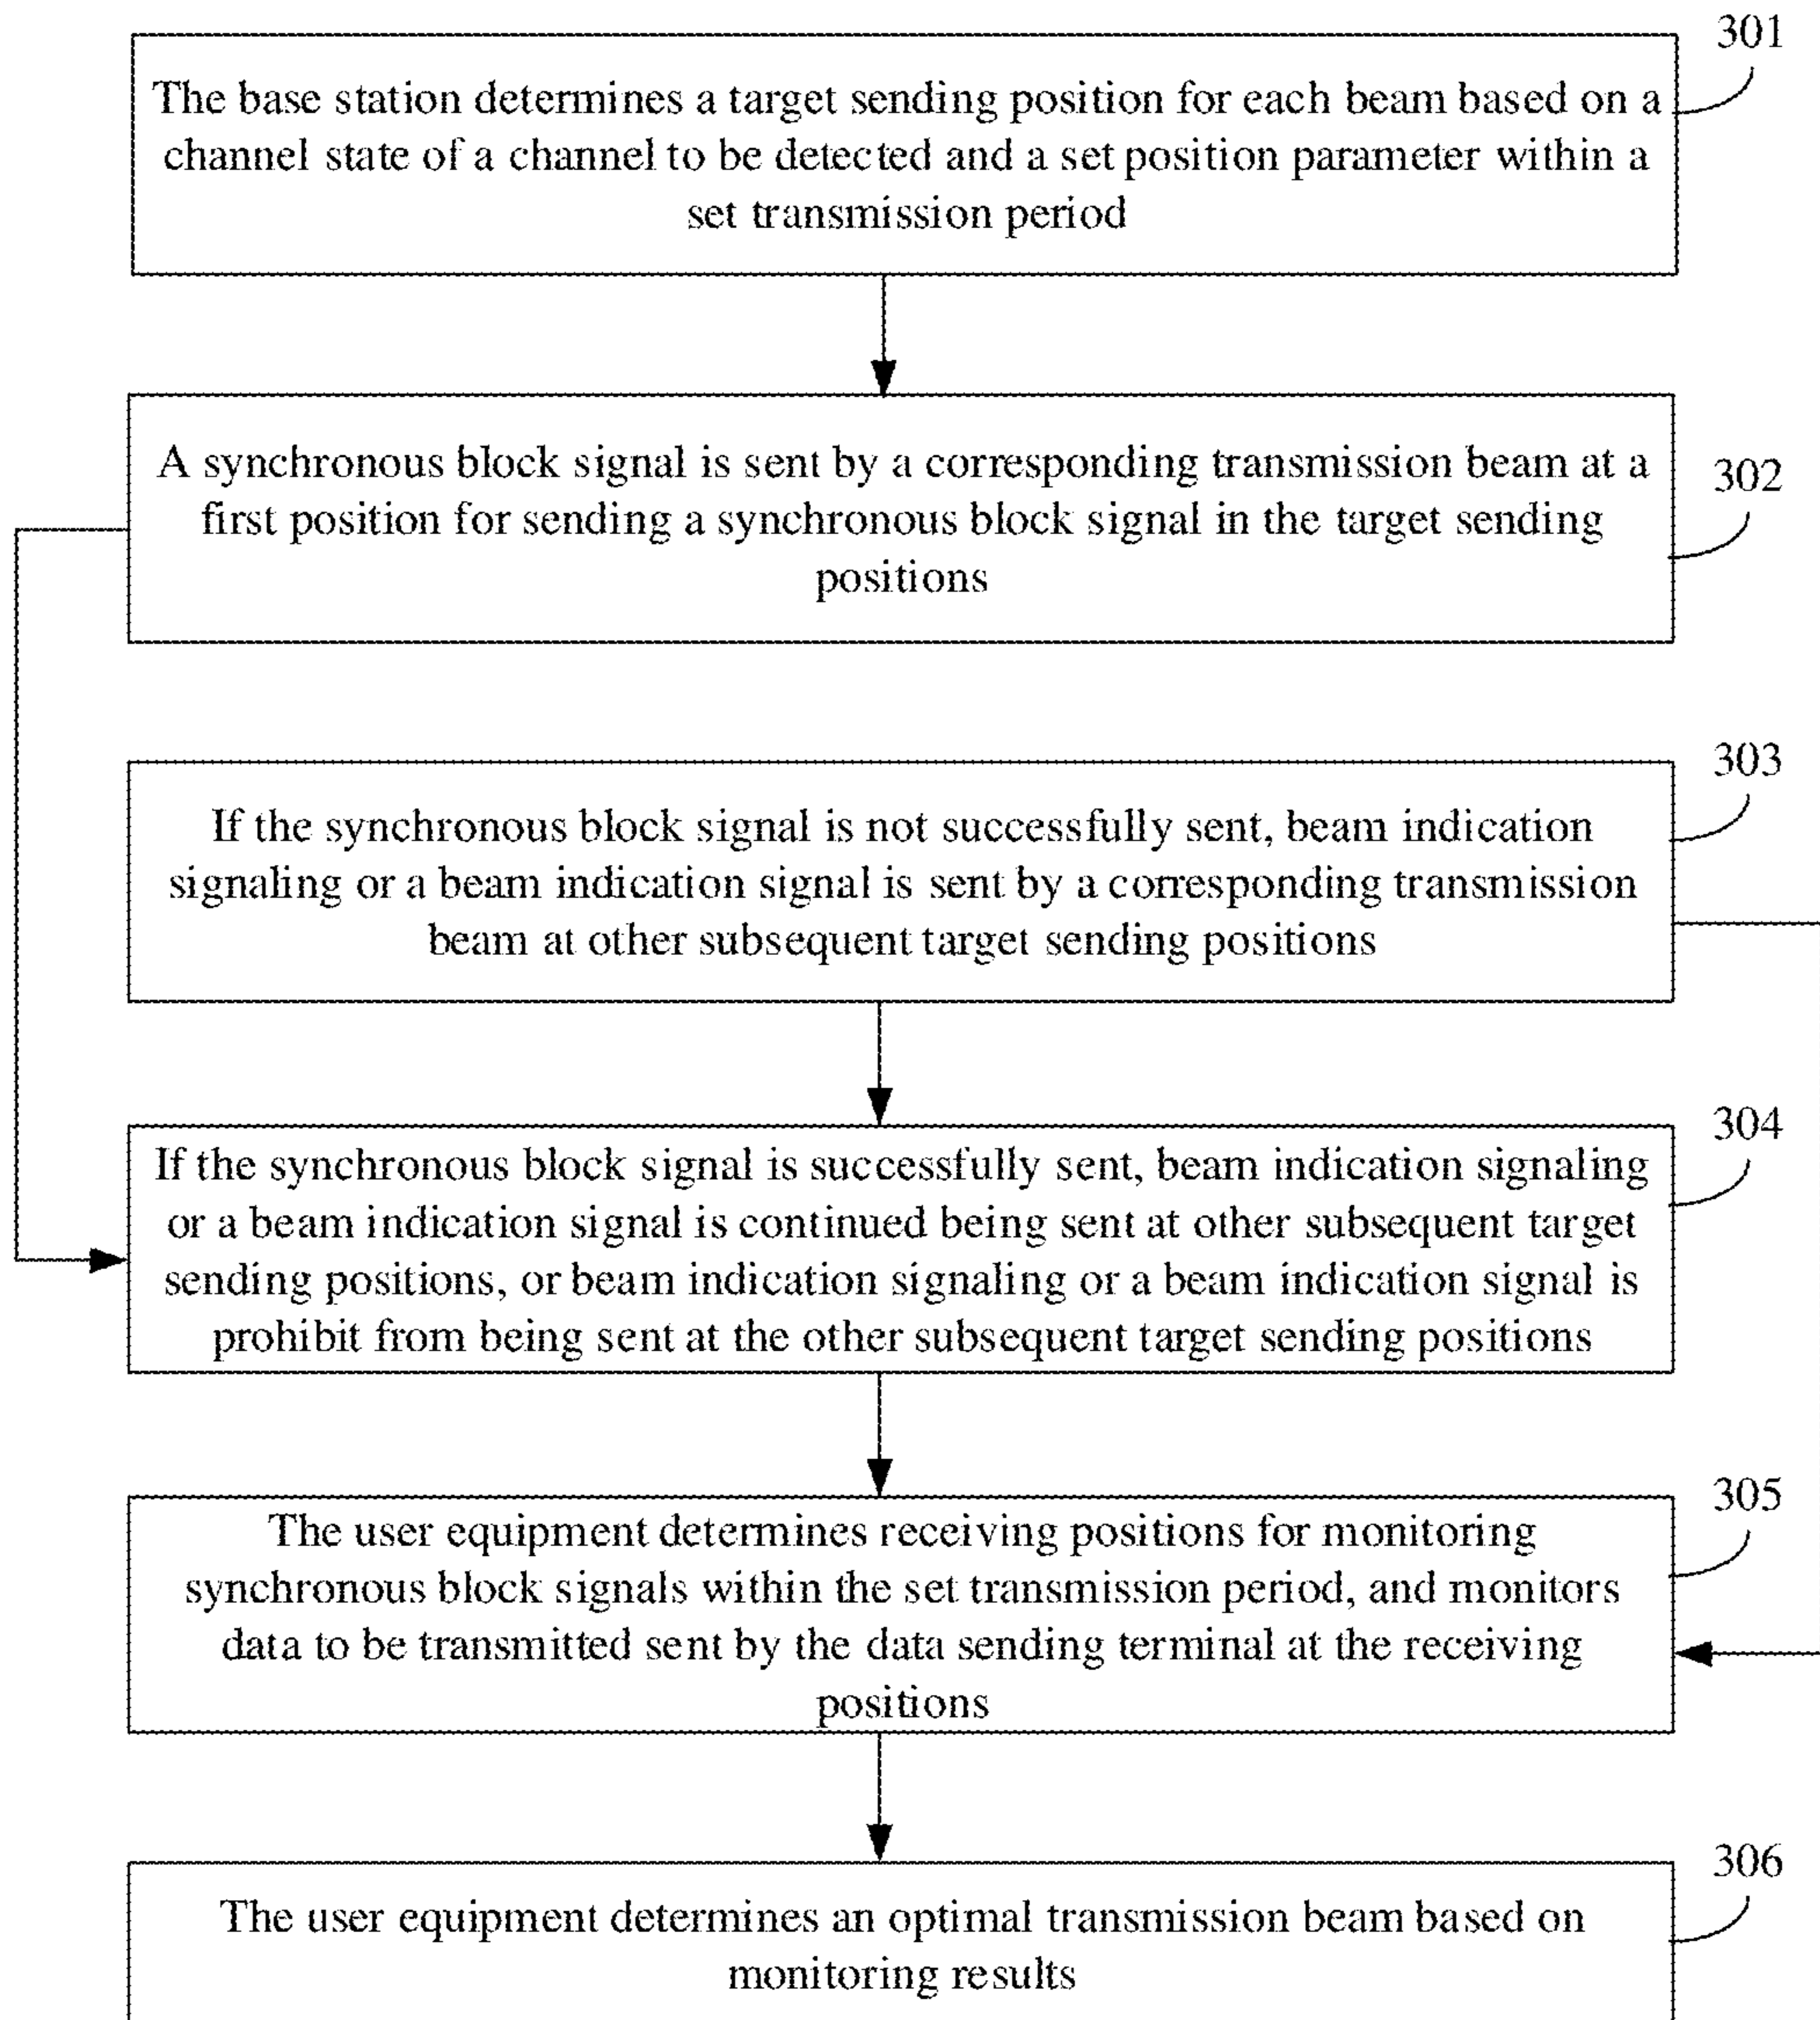 301
The base station determines a target sending position for each beam based on a
channel state of a channel to be detected and a set position parameter within a
set transmission period
A synchronous block signal is sent by a corresponding transmission beam at a
302
first position for sending a synchronous block signal in the target sending
positions
303
If the synchronous block signal is not successfully sent, beam indication
signaling or a beam indication signal is sent by a corresponding transmission
beam at other subsequent target sending positions
304
If the synchronous block signal is successfully sent, beam indication signaling
or a beam indication signal is continued being sent at other subsequent target
sending positions, or beam indication signaling or a beam indication signal is
prohibit from being sent at the other subsequent target sending positions
305
The user equipment determines receiving positions for monitoring
synchronous block signals within the set transmission period, and monitors
data to be transmitted sent by the data sending terminal at the receiving
positions
306
The user equipment determines an optimal transmission beam based on
monitoring results